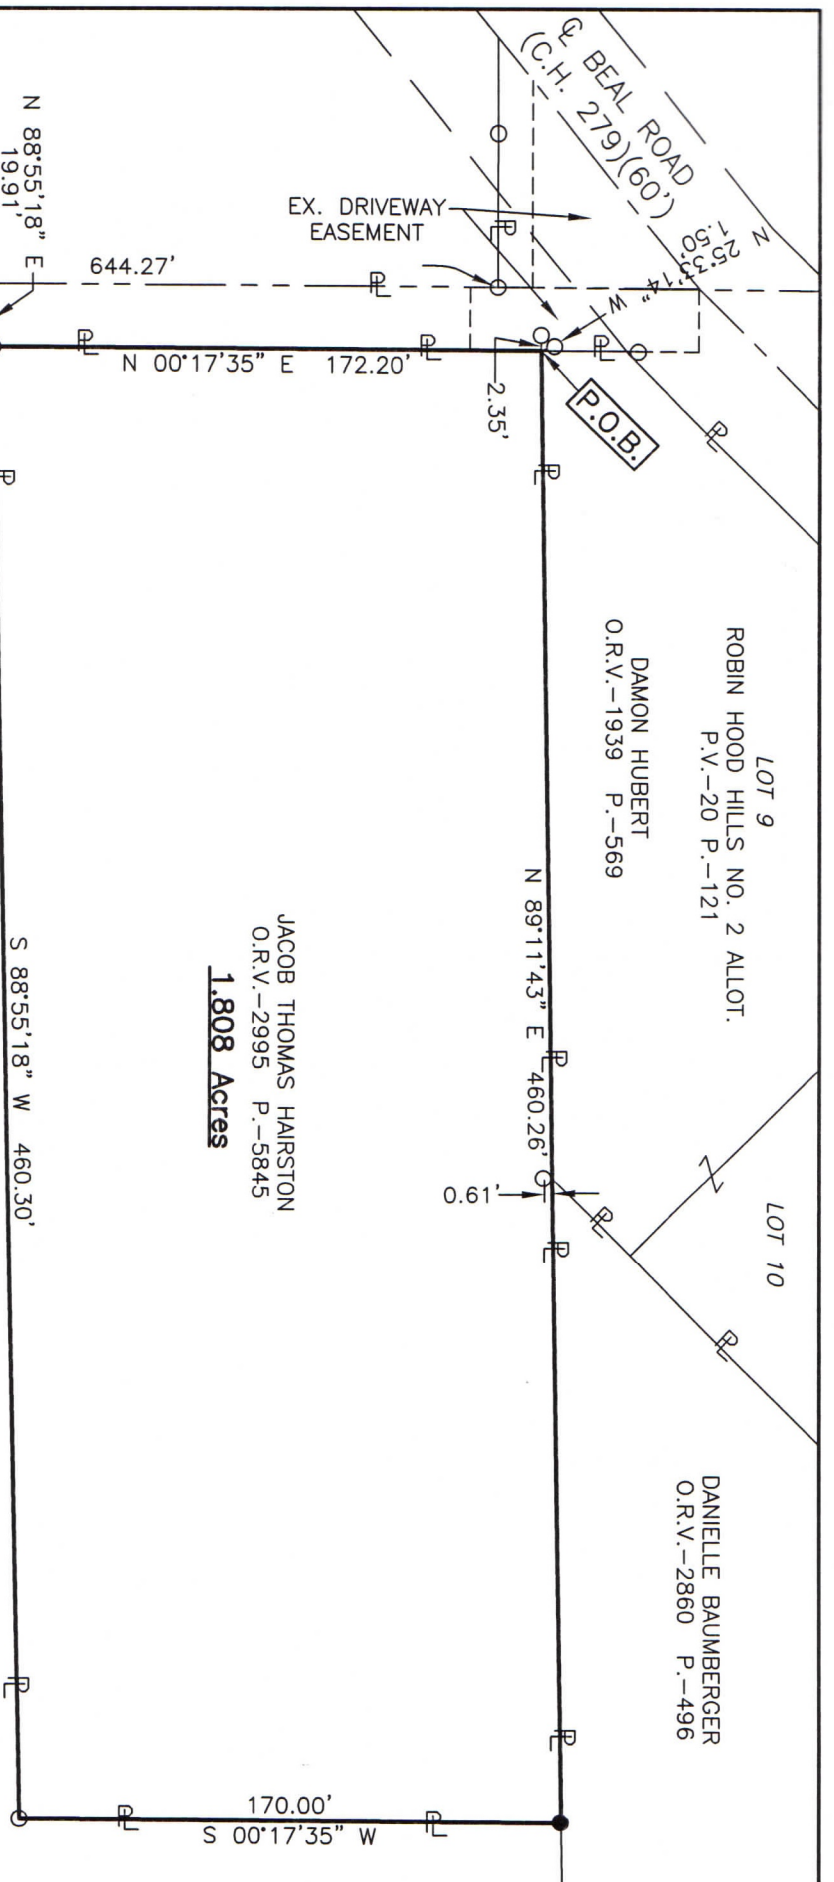 ℄ BEAL ROAD
(C.H. 279)(60')
N 25°33'14" W
1.50'
EX. DRIVEWAY
EASEMENT
N 88°55'18" E
19.91'
644.27'
N 00°17'35" E 172.20'
2.35'
P.O.B.
LOT 9
ROBIN HOOD HILLS NO. 2 ALLOT.
P.V.-20 P.-121
DAMON HUBERT
O.R.V.-1939 P.-569
N 89°11'43" E 460.26'
0.61'
LOT 10
JACOB THOMAS HAIRSTON
O.R.V.-2995 P.-5845
1.808 Acres
S 88°55'18" W 460.30'
DANIELLE BAUMBERGER
O.R.V.-2860 P.-496
170.00'
S 00°17'35" W